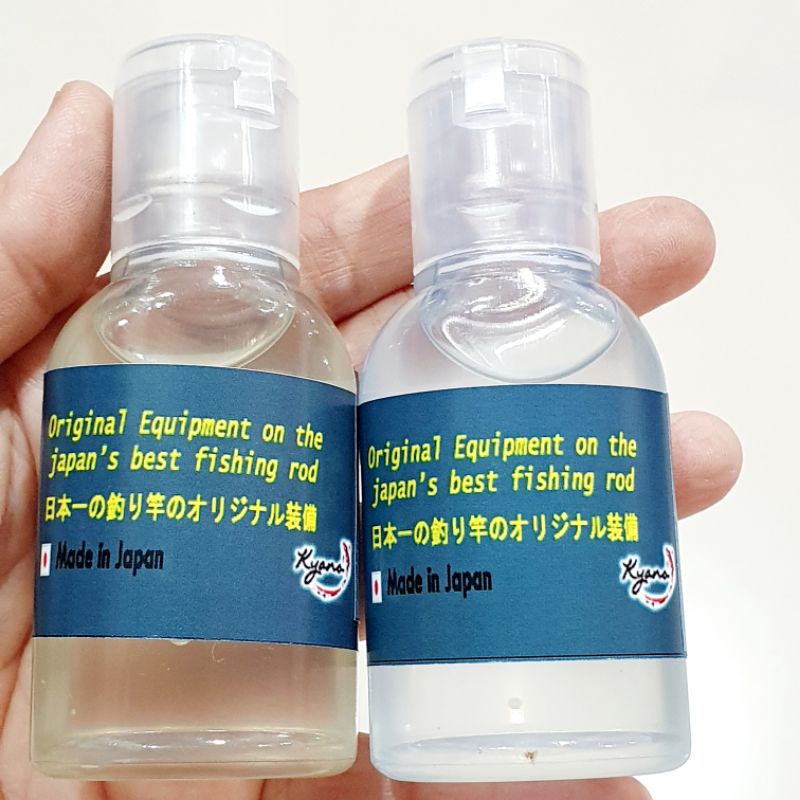 Original Equipment on the
japan's best fishing rod
日本一の釣り竿のオリジナル装備
Made in Japan
Kyana
Original Equipment on the
japan's best fishing rod
日本一の釣り竿のオリジナル装備
Made in Japan
Kyana